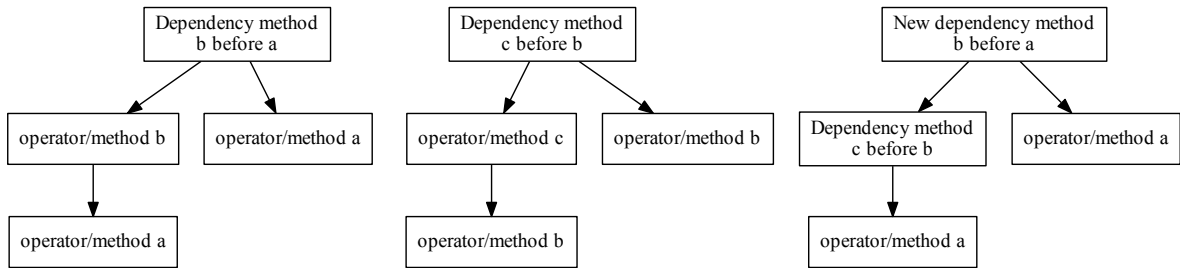 Dependency method
b before a
operator/method b
operator/method a
operator/method a
Dependency method
c before b
operator/method c
operator/method b
operator/method b
New dependency method
b before a
Dependency method
c before b
operator/method a
operator/method a